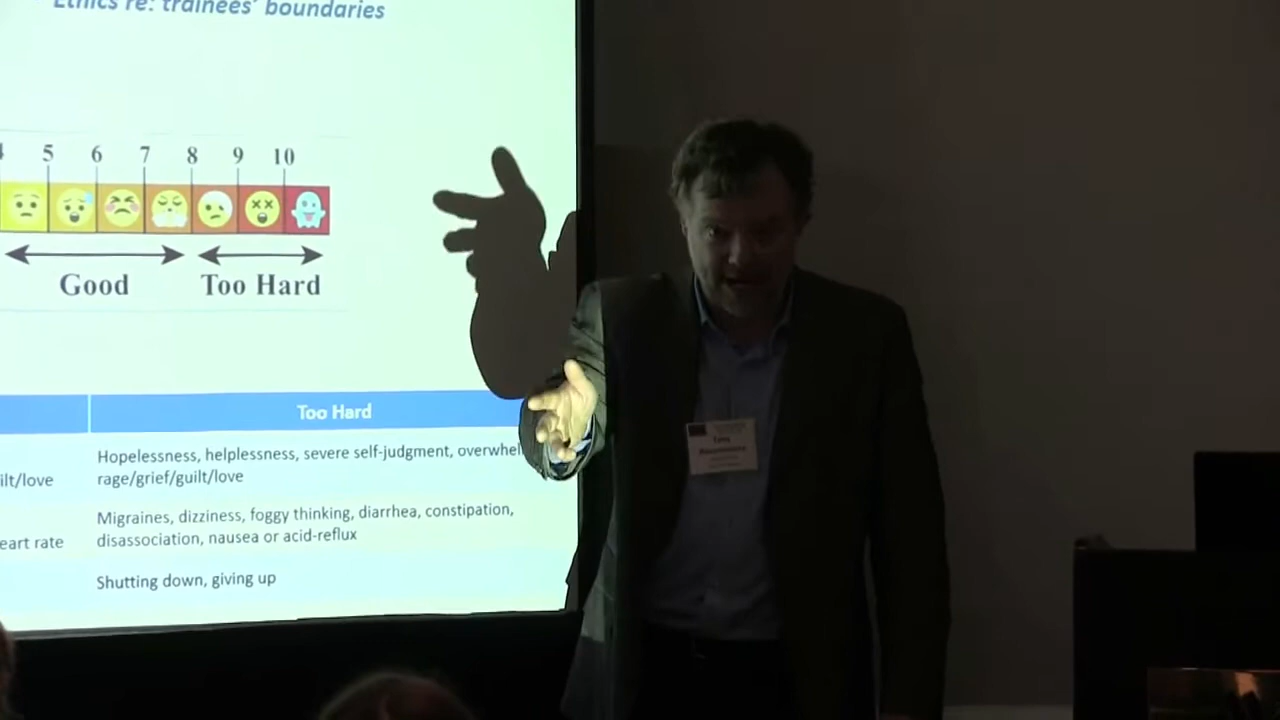 Ethics re: trainees' boundaries
4 5 6 7 8 9 10
Good Too Hard
Too Hard
Hopelessness, helplessness, severe self-judgment, overwhel
ilt/love rage/grief/guilt/love
Migraines, dizziness, foggy thinking, diarrhea, constipation,
eart rate disassociation, nausea or acid-reflux
Shutting down, giving up